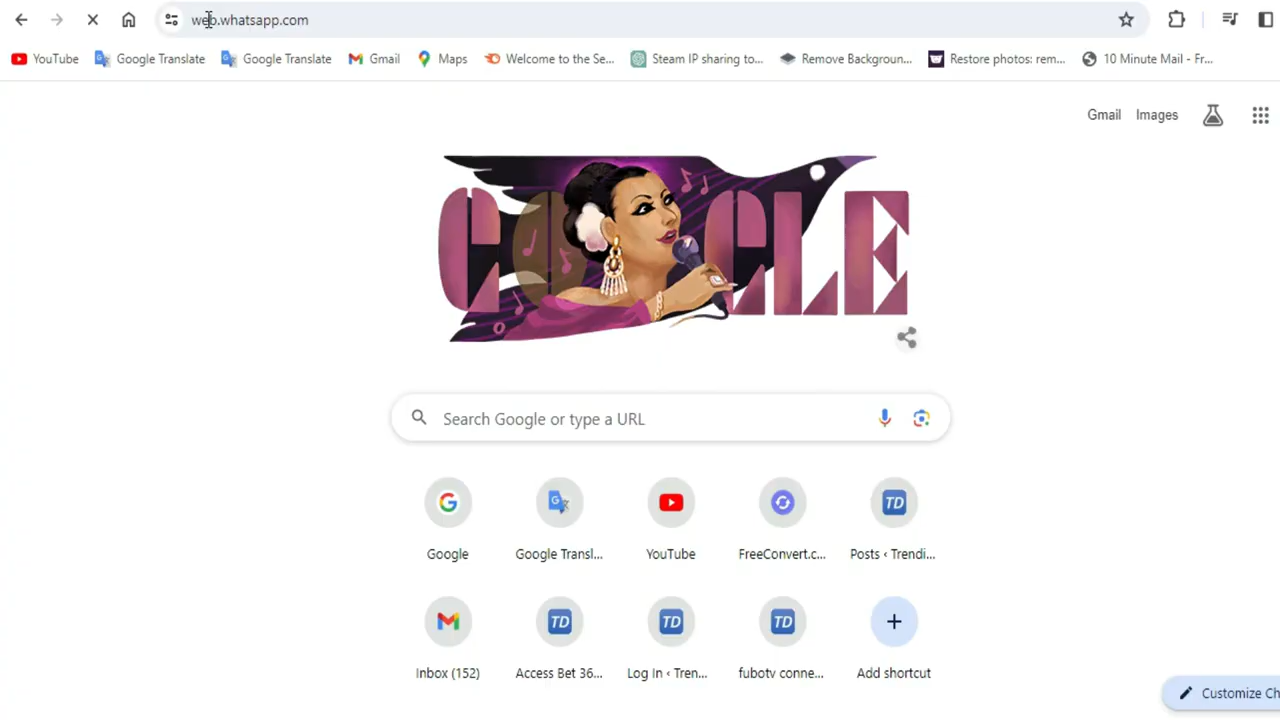 web.whatsapp.com
YouTube
Google Translate
Google Translate
Gmail
Maps
Welcome to the Se...
Steam IP sharing to...
Remove Backgroun...
Restore photos: rem...
10 Minute Mail - Fr...
Gmail
Images
GOOGLE
Search Google or type a URL
Google
Google Transl...
YouTube
FreeConvert.c...
TD
Posts ‹ Trendi...
Inbox (152)
TD
Access Bet 36...
TD
Log In ‹ Tren...
TD
fubotv conne...
Add shortcut
Customize Ch